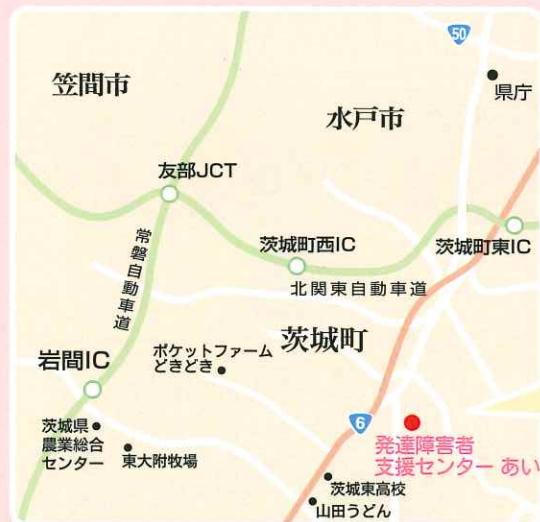 50
笠間市
県庁
水戸市
友部JCT
茨城町西IC
茨城町東IC
常磐自動車道
北関東自動車道
茨城町
岩間IC
ポケットファーム
どきどき
6
茨城県
農業総合
センター
東大附牧場
発達障害者
支援センター あい
茨城東高校
山田うどん